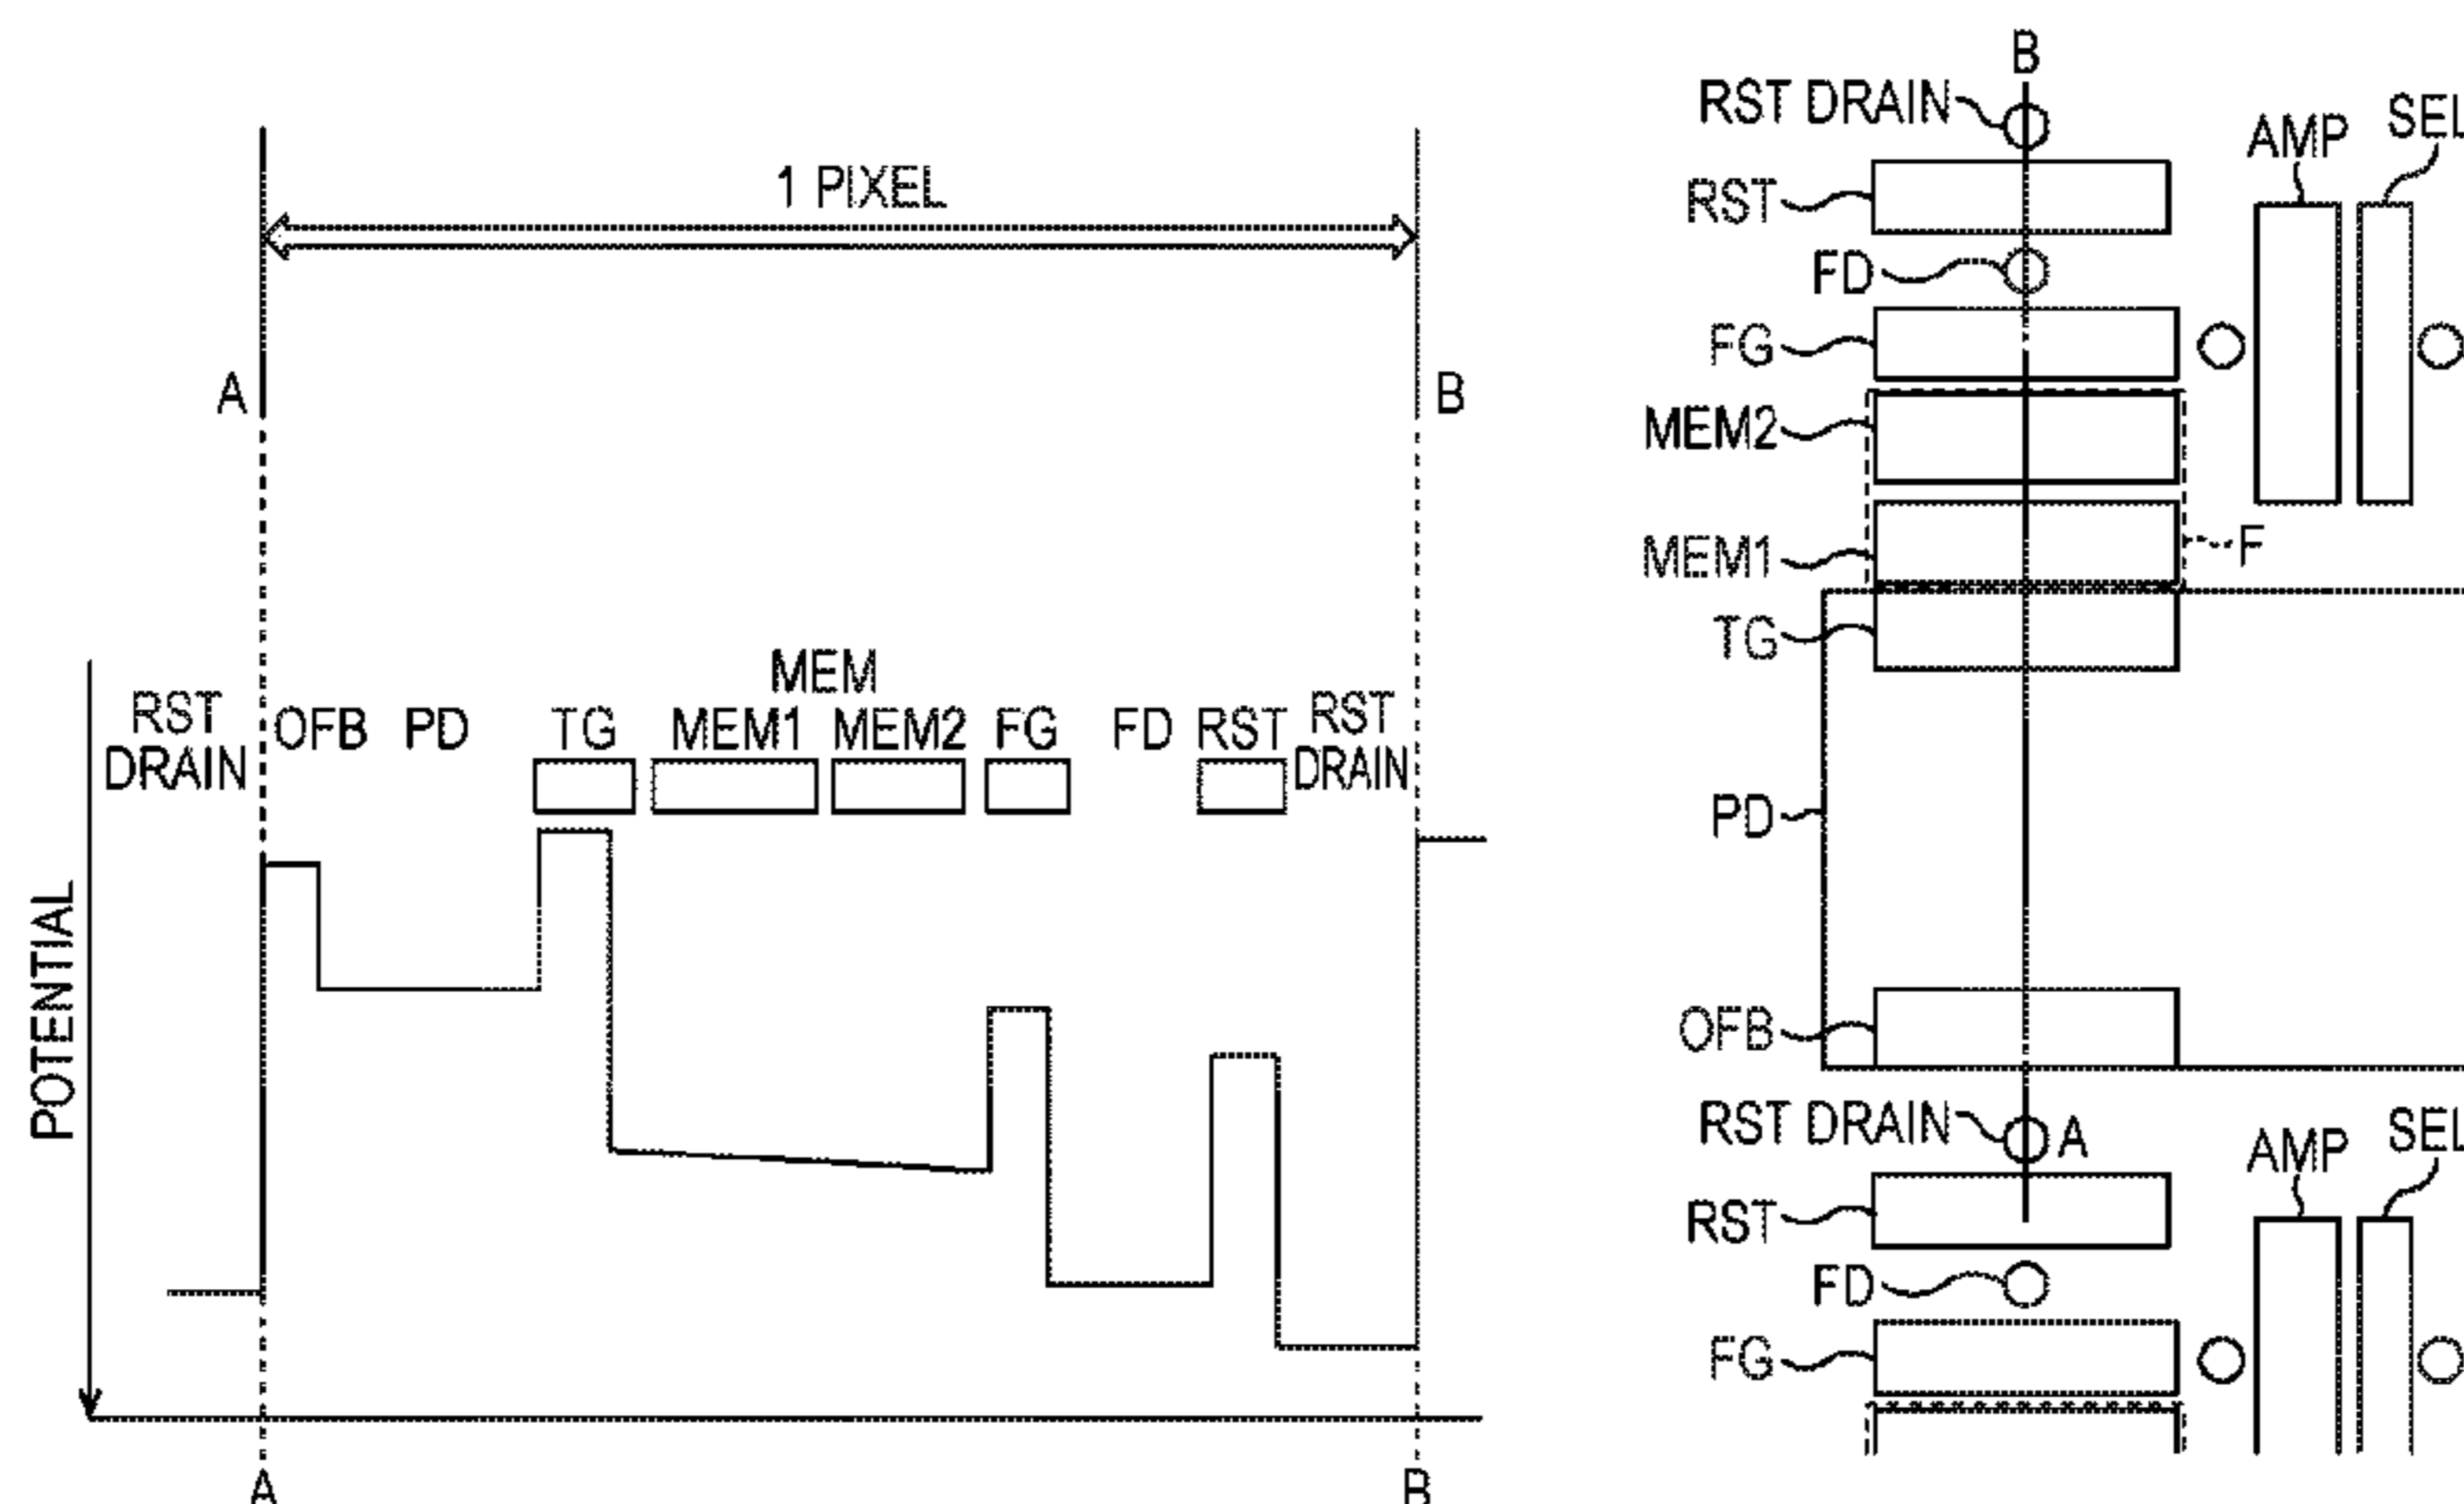 1 PIXEL
A
B
MEM
RST
DRAIN
OFB
PD
TG
MEM1
MEM2
FG
FD
RST
RST
DRAIN
POTENTIAL
A
B
B
RST DRAIN
RST
FD
FG
MEM2
MEM1
TG
PD
OFB
RST DRAIN
A
RST
FD
FG
AMP
SEL
F
AMP
SEL